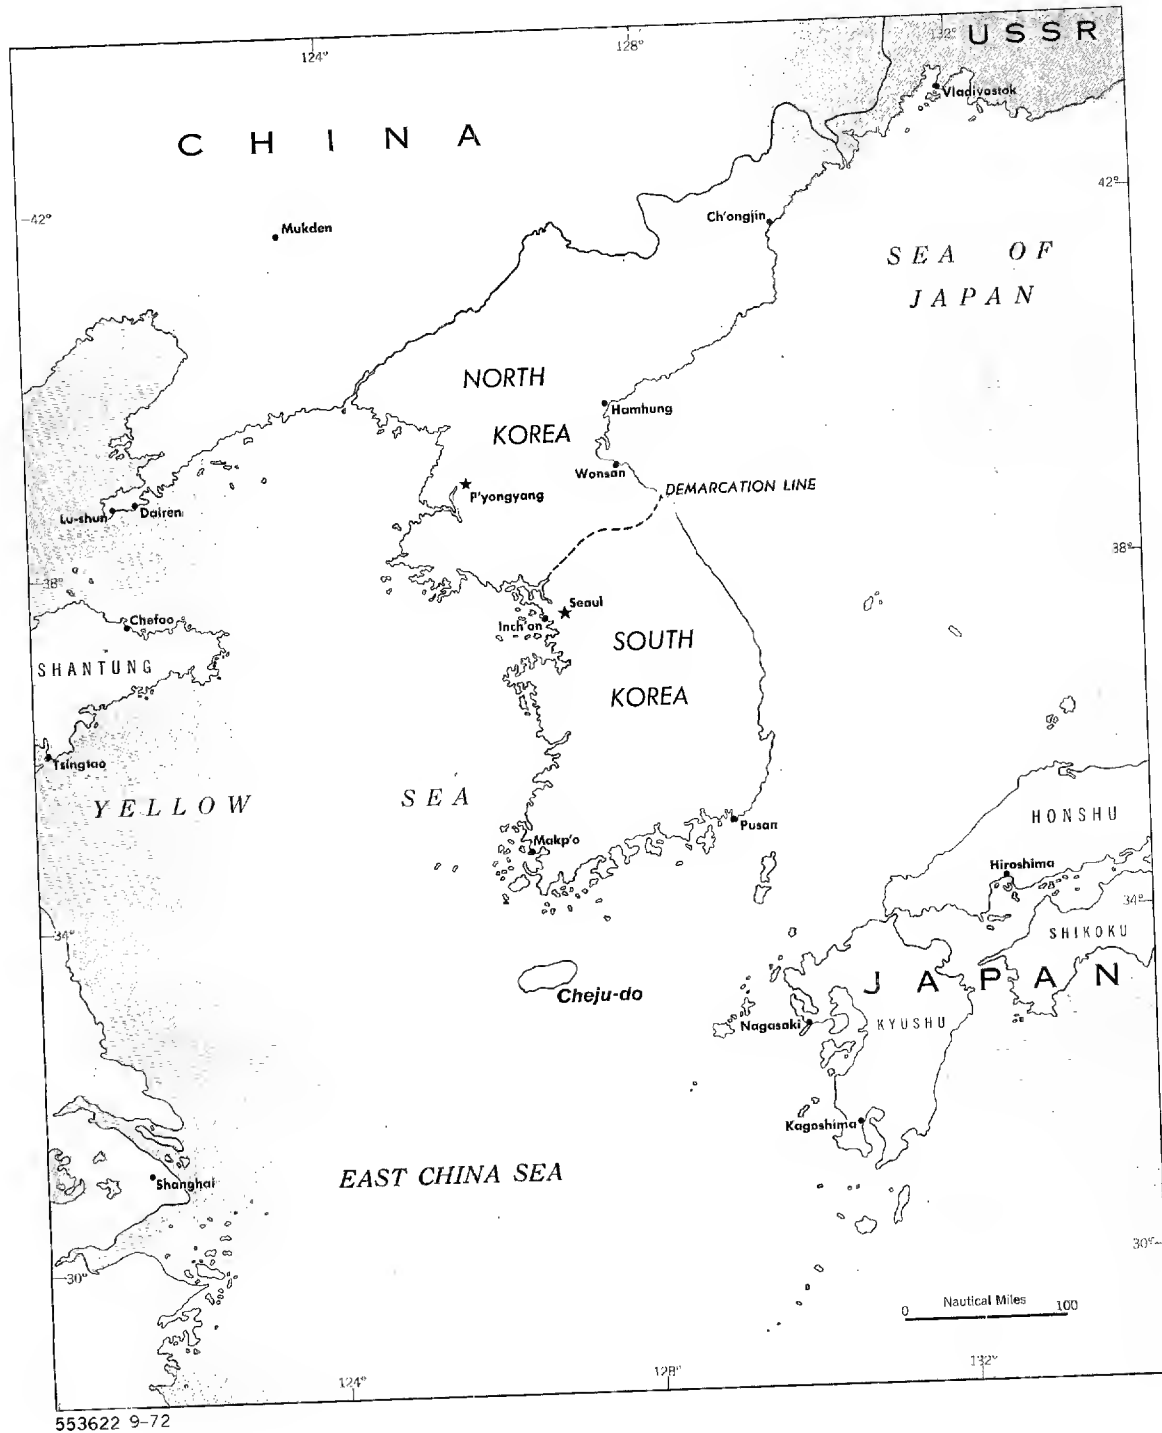 124°
128°
132°
USSR
Vladivostok
CHINA
42°
42°
Mukden
Ch'ongjin
SEA OF
JAPAN
NORTH
KOREA
Hamhung
Wonsan
P'yongyang
DEMARCATION LINE
Lu-shun
Dairen
38°
38°
Chefoo
Seoul
Inch'on
SHANTUNG
SOUTH
KOREA
Tsingtao
YELLOW SEA
HONSHU
Pusan
Makp'o
Hiroshima
34°
34°
SHIKOKU
JAPAN
Cheju-do
Nagasaki
KYUSHU
Kagoshima
EAST CHINA SEA
Shanghai
30°
30°
Nautical Miles
0 100
124°
128°
132°
553622 9-72